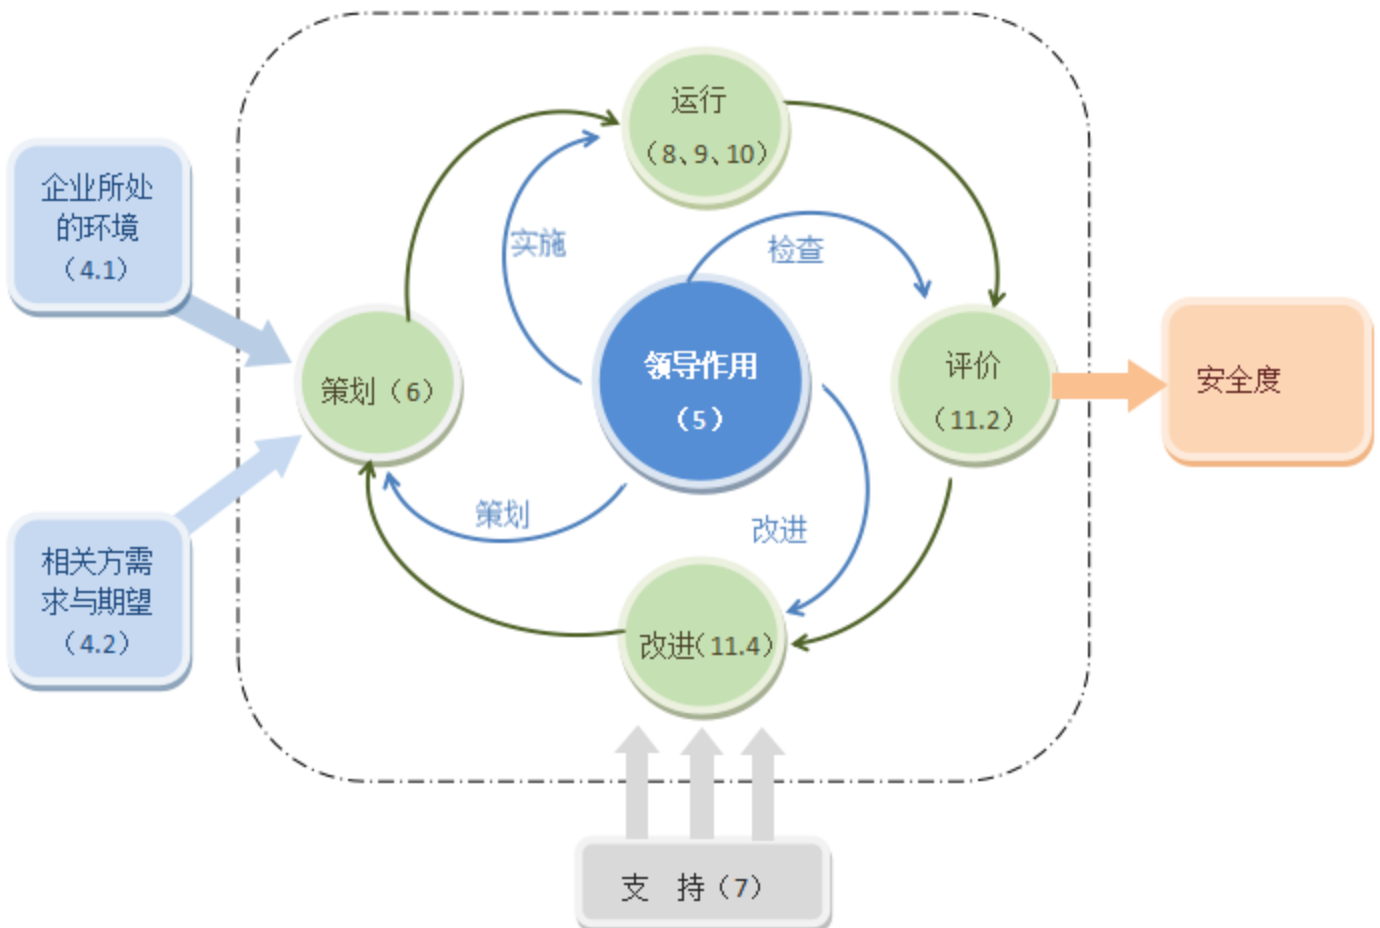 运行
（8、9、10）
企业所处
的环境
（4.1）
实施
检查
领导作用
（5）
策划（6）
评价
（11.2）
安全度
策划
改进
相关方需
求与期望
（4.2）
改进（11.4）
支 持（7）